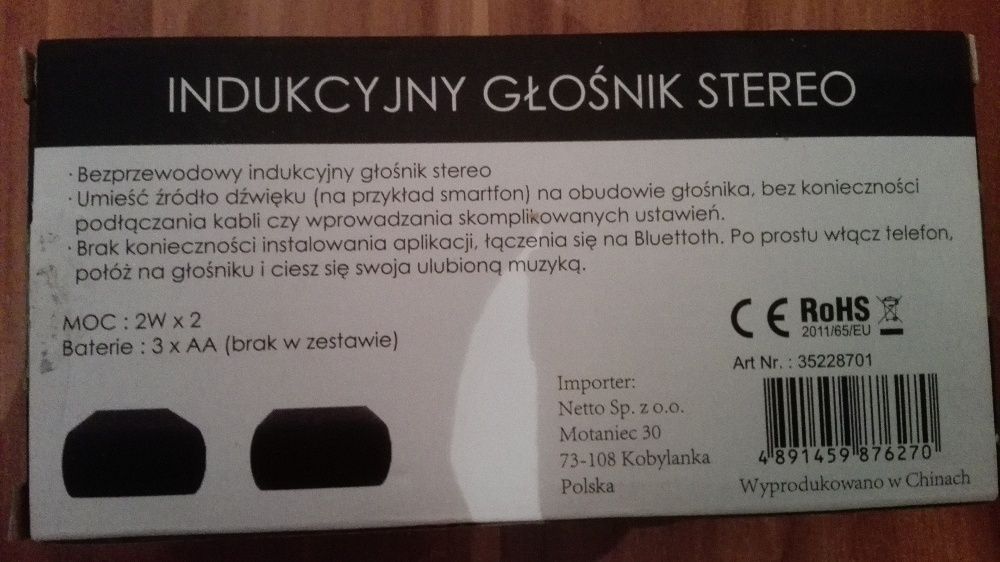 INDUKCYJNY GŁOŚNIK STEREO
· Bezprzewodowy indukcyjny głośnik stereo
· Umieść źródło dźwięku (na przykład smartfon) na obudowie głośnika, bez konieczności
podłączania kabli czy wprowadzania skomplikowanych ustawień.
· Brak konieczności instalowania aplikacji, łączenia się na Bluettoth. Po prostu włącz telefon,
połóż na głośniku i ciesz się swoja ulubioną muzyką.
MOC : 2W x 2
Baterie : 3 x AA (brak w zestawie)
CE RoHS
2011/65/EU
Art Nr. : 35228701
Importer:
Netto Sp. z o.o.
Motaniec 30
73-108 Kobylanka
Polska
4 891459 876270
Wyprodukowano w Chinach